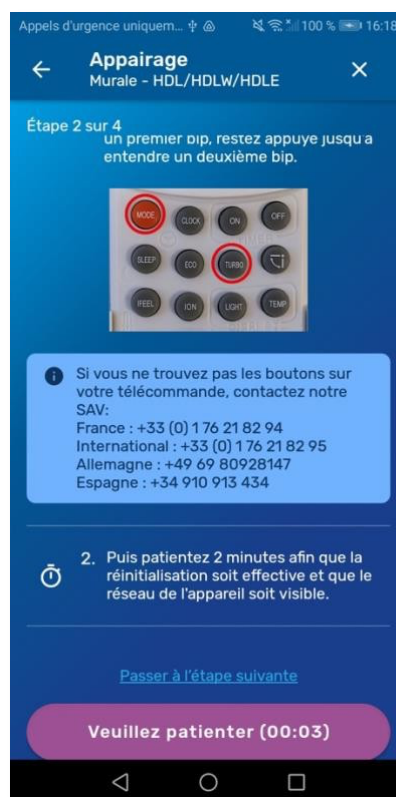 Appels d'urgence uniquem... 100 % 16:18
Appairage
Murale - HDL/HDLW/HDLE
Étape 2 sur 4
un premier bip, restez appuyé jusqu'à
entendre un deuxième bip.
MODE CLOCK ON OFF
SLEEP ECO TURBO
IFEEL ION LIGHT TEMP
Si vous ne trouvez pas les boutons sur
votre télécommande, contactez notre
SAV:
France : +33 (0) 1 76 21 82 94
International : +33 (0) 1 76 21 82 95
Allemagne : +49 69 80928147
Espagne : +34 910 913 434
2. Puis patientez 2 minutes afin que la
réinitialisation soit effective et que le
réseau de l'appareil soit visible.
Passer à l'étape suivante
Veuillez patienter (00:03)